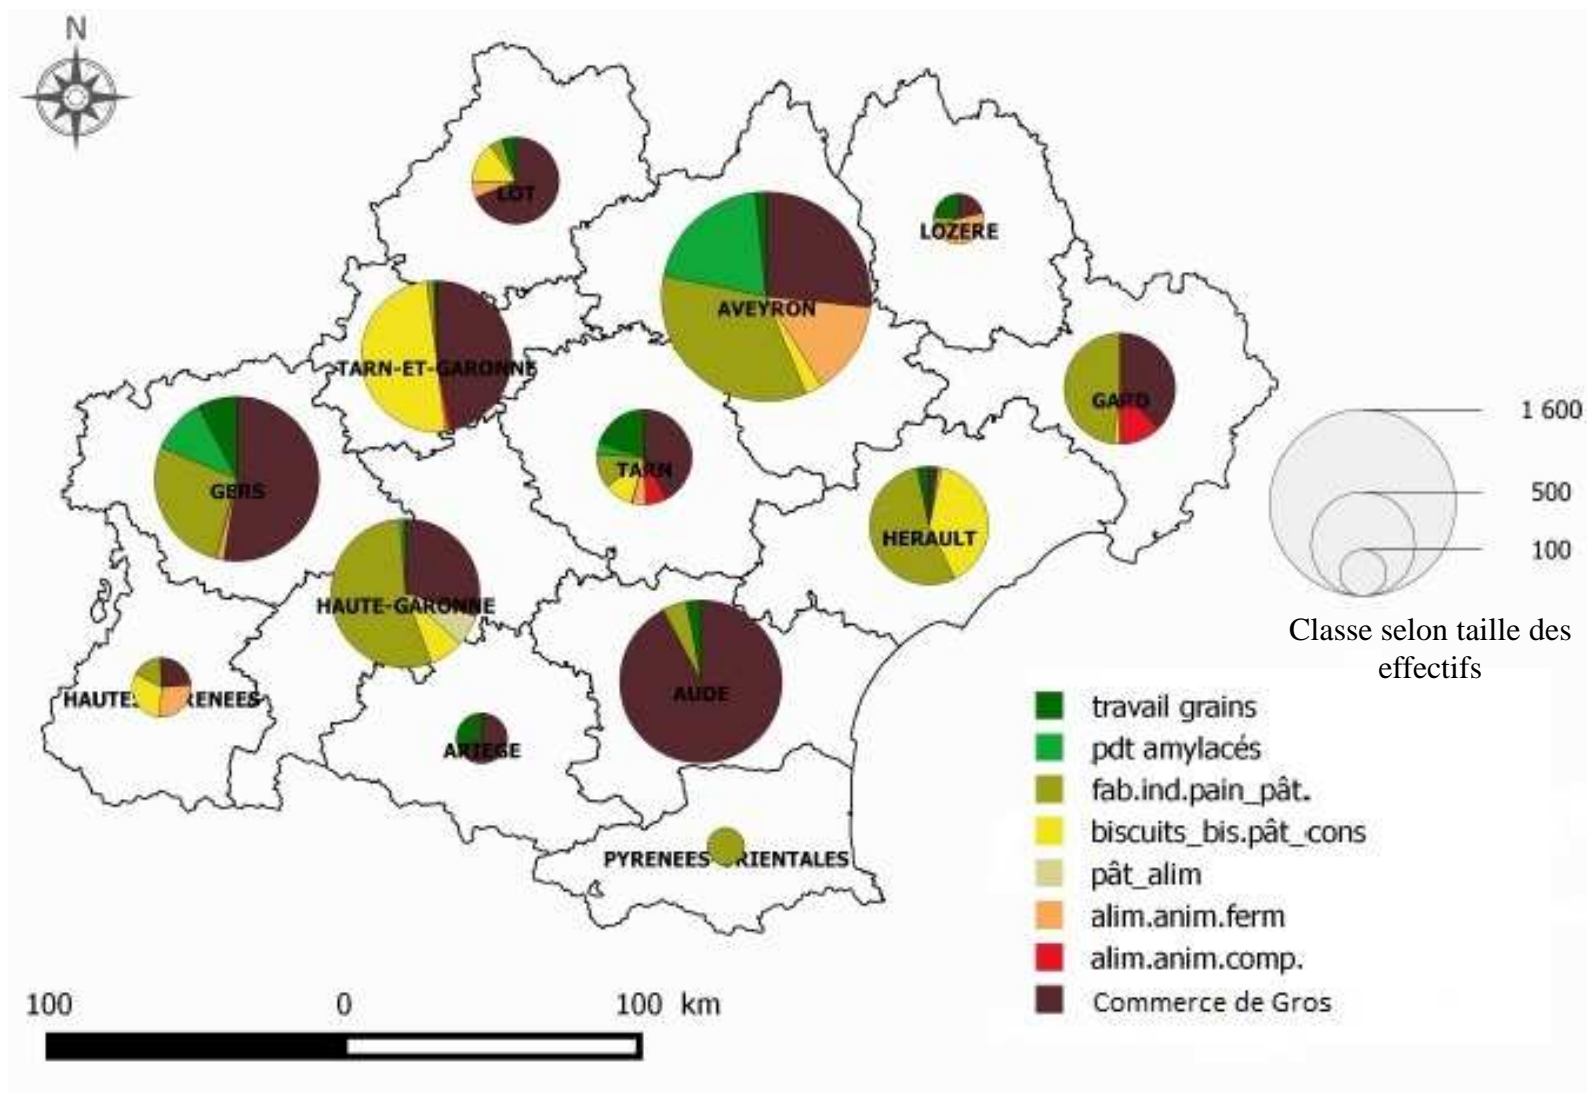 N
LOT
LOZERE
AVEYRON
TARN-ET-GARONNE
GARD
TARN
GERS
HERAULT
HAUTE-GARONNE
AUDE
HAUTES RENEES
ARIEGE
PYRENEES RIENTALES
1 600
500
100
Classe selon taille des
effectifs
travail grains
pdt amylacés
fab.ind.pain_pât.
biscuits_bis.pât_cons
pât_alim
alim.anim.ferm
alim.anim.comp.
Commerce de Gros
100 0 100 km